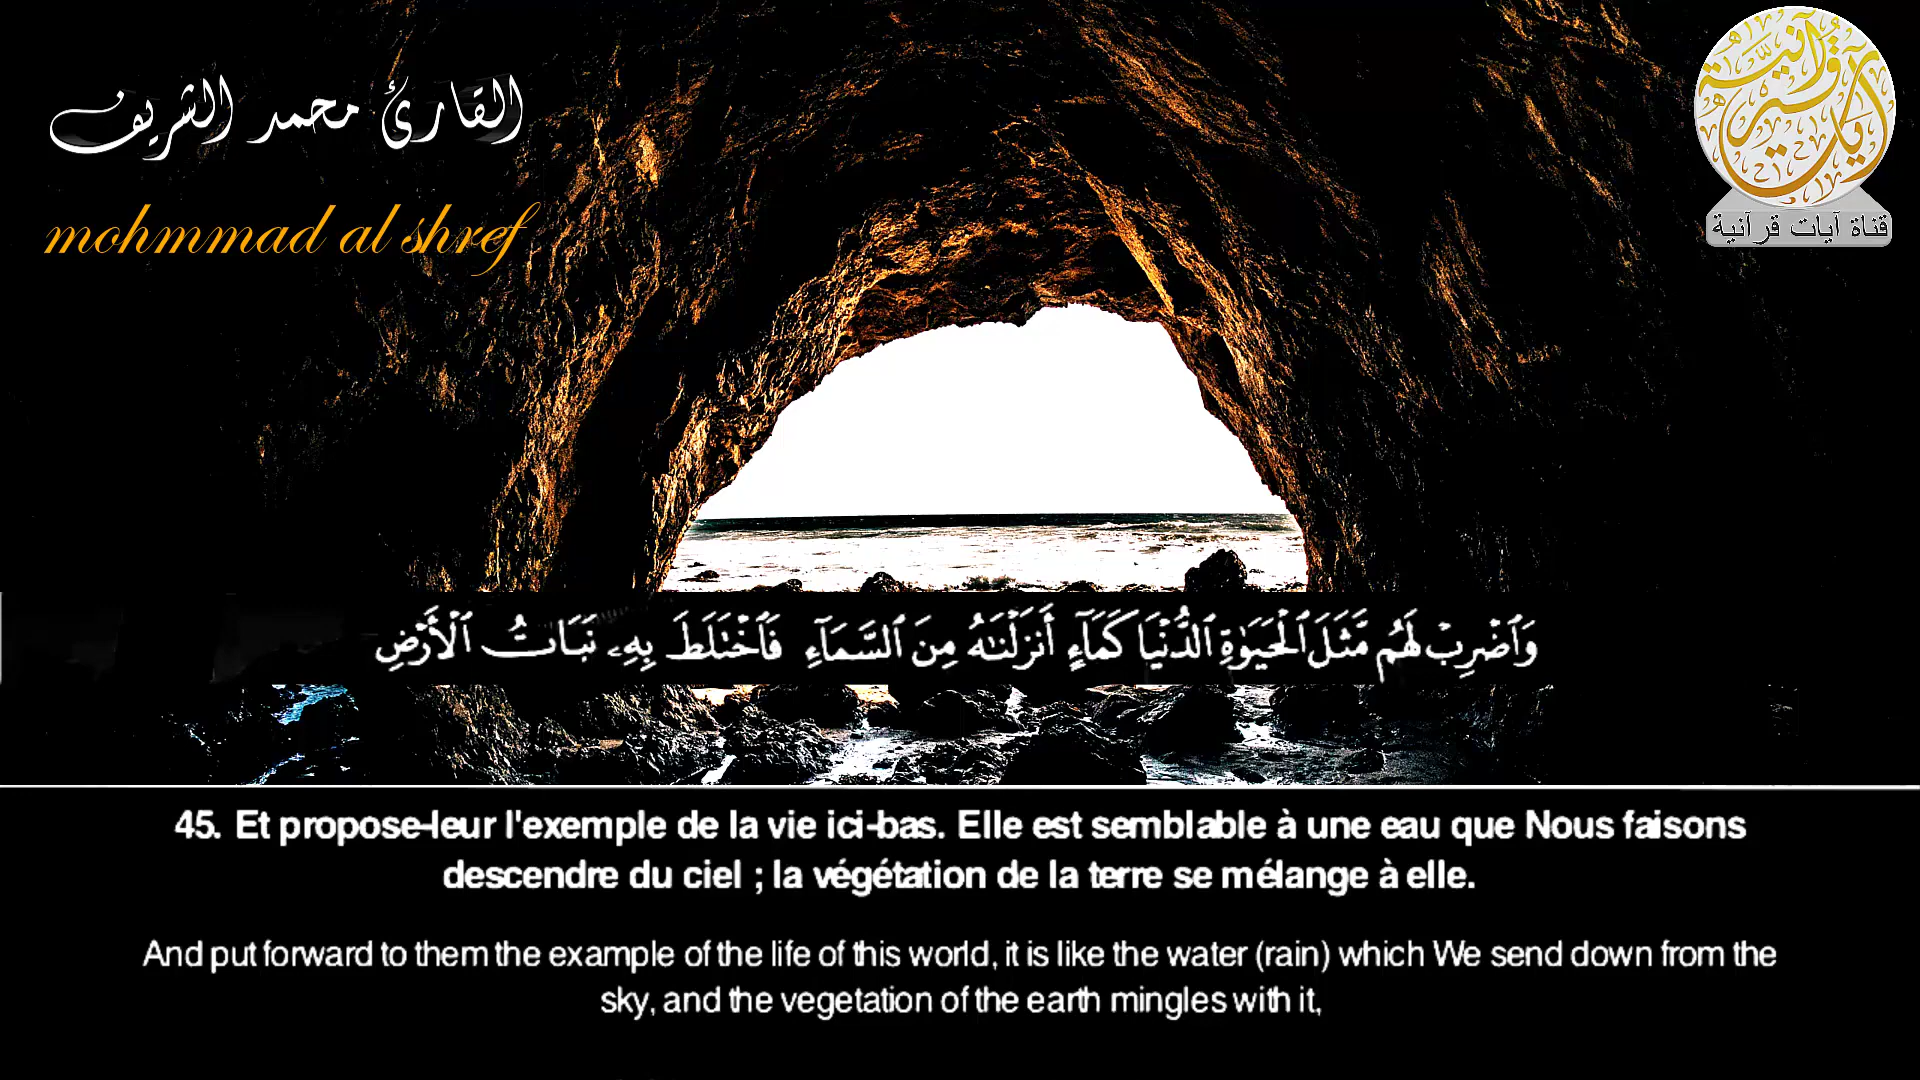 القارئ محمد الشريف
mohmmad al shref
آيات قرآنية
قناة آيات قرآنية
وَٱضْرِبْ لَهُم مَّثَلَ ٱلْحَيَوٰةِ ٱلدُّنْيَا كَمَآءٍ أَنزَلْنَـٰهُ مِنَ ٱلسَّمَآءِ فَٱخْتَلَطَ بِهِۦ نَبَاتُ ٱلْأَرْضِ
45. Et propose-leur l'exemple de la vie ici-bas. Elle est semblable à une eau que Nous faisons
descendre du ciel ; la végétation de la terre se mélange à elle.
And put forward to them the example of the life of this world, it is like the water (rain) which We send down from the
sky, and the vegetation of the earth mingles with it,